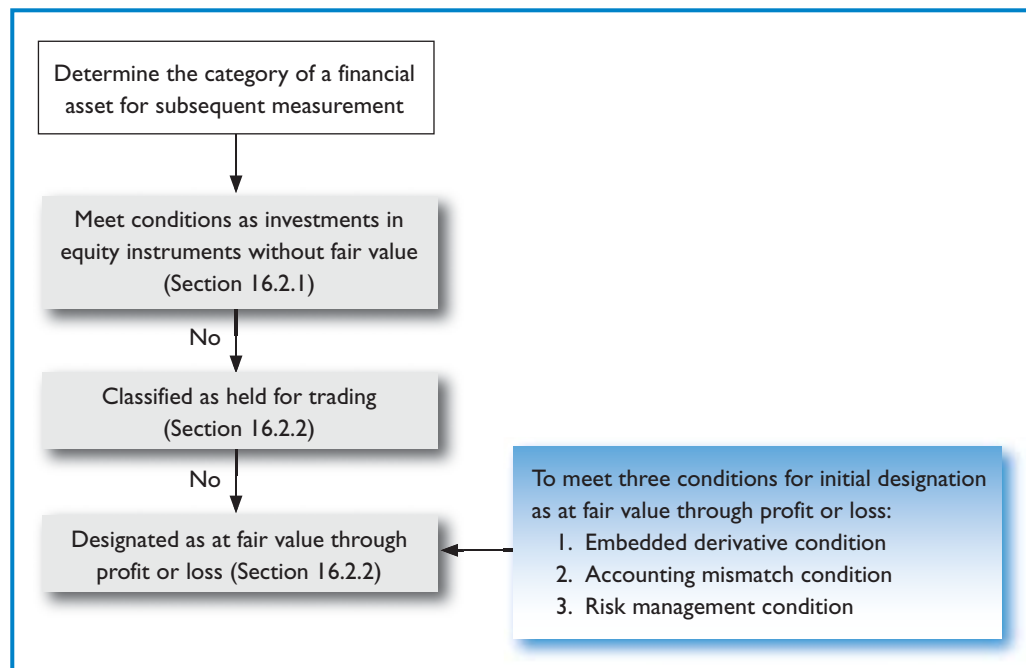 Determine the category of a financial
asset for subsequent measurement
Meet conditions as investments in
equity instruments without fair value
(Section 16.2.1)
No
Classified as held for trading
(Section 16.2.2)
No
Designated as at fair value through
profit or loss (Section 16.2.2)
To meet three conditions for initial designation
as at fair value through profit or loss:
1. Embedded derivative condition
2. Accounting mismatch condition
3. Risk management condition